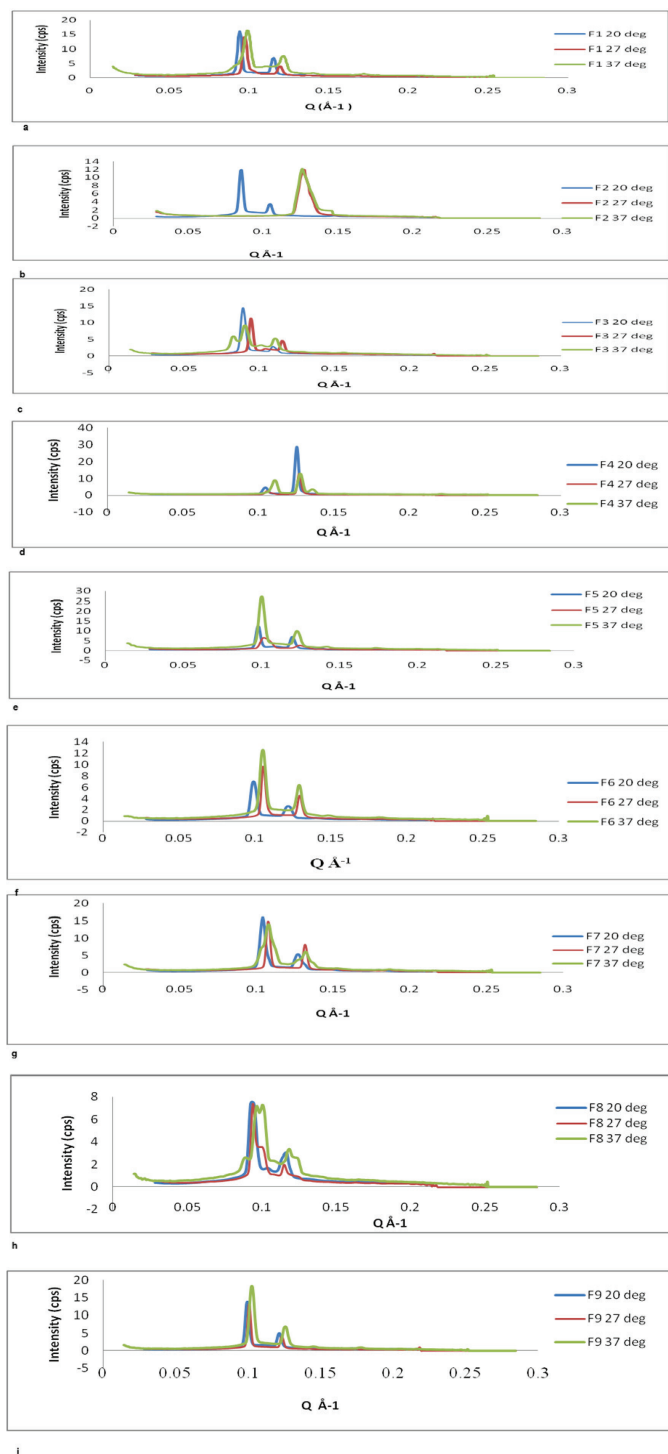 Intensity (cps)
20
15
10
5
0
F1 20 deg
F1 27 deg
F1 37 deg
0 0.05 0.1 0.15 0.2 0.25 0.3
Q (Å-1 )
a
Intensity (cps)
14
12
10
8
6
4
2
0
-2
F2 20 deg
F2 27 deg
F2 37 deg
0 0.05 0.1 0.15 0.2 0.25 0.3
Q Å-1
b
Intensity (cps)
20
15
10
5
0
-5
F3 20 deg
F3 27 deg
F3 37 deg
0 0.05 0.1 0.15 0.2 0.25 0.3
Q Å-1
c
Intensity (cps)
40
30
20
10
0
-10
F4 20 deg
F4 27 deg
F4 37 deg
0 0.05 0.1 0.15 0.2 0.25 0.3
Q Å-1
d
Intensity (cps)
30
25
20
15
10
5
0
-5
F5 20 deg
F5 27 deg
F5 37 deg
0 0.05 0.1 0.15 0.2 0.25 0.3
Q Å-1
e
Intensity (cps)
14
12
10
8
6
4
2
0
F6 20 deg
F6 27 deg
F6 37 deg
0 0.05 0.1 0.15 0.2 0.25 0.3
Q Å-1
f
Intensity (cps)
20
15
10
5
0
-5
F7 20 deg
F7 27 deg
F7 37 deg
0 0.05 0.1 0.15 0.2 0.25 0.3
Q Å-1
g
Intensity (cps)
8
6
4
2
0
-2
F8 20 deg
F8 27 deg
F8 37 deg
0 0.05 0.1 0.15 0.2 0.25 0.3
Q Å-1
h
Intensity (cps)
20
15
10
5
0
-5
F9 20 deg
F9 27 deg
F9 37 deg
0 0.05 0.1 0.15 0.2 0.25 0.3
Q Å-1
i